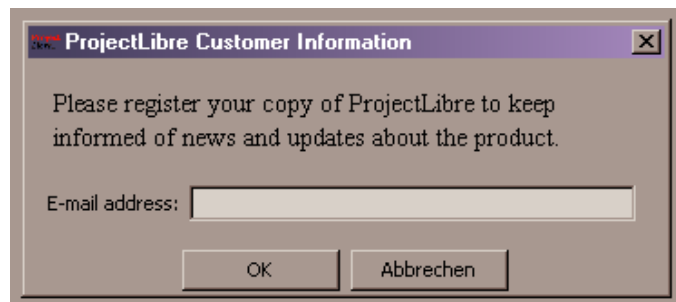 ProjectLibre Customer Information
Please register your copy of ProjectLibre to keep
informed of news and updates about the product.
E-mail address:
OK Abbrechen